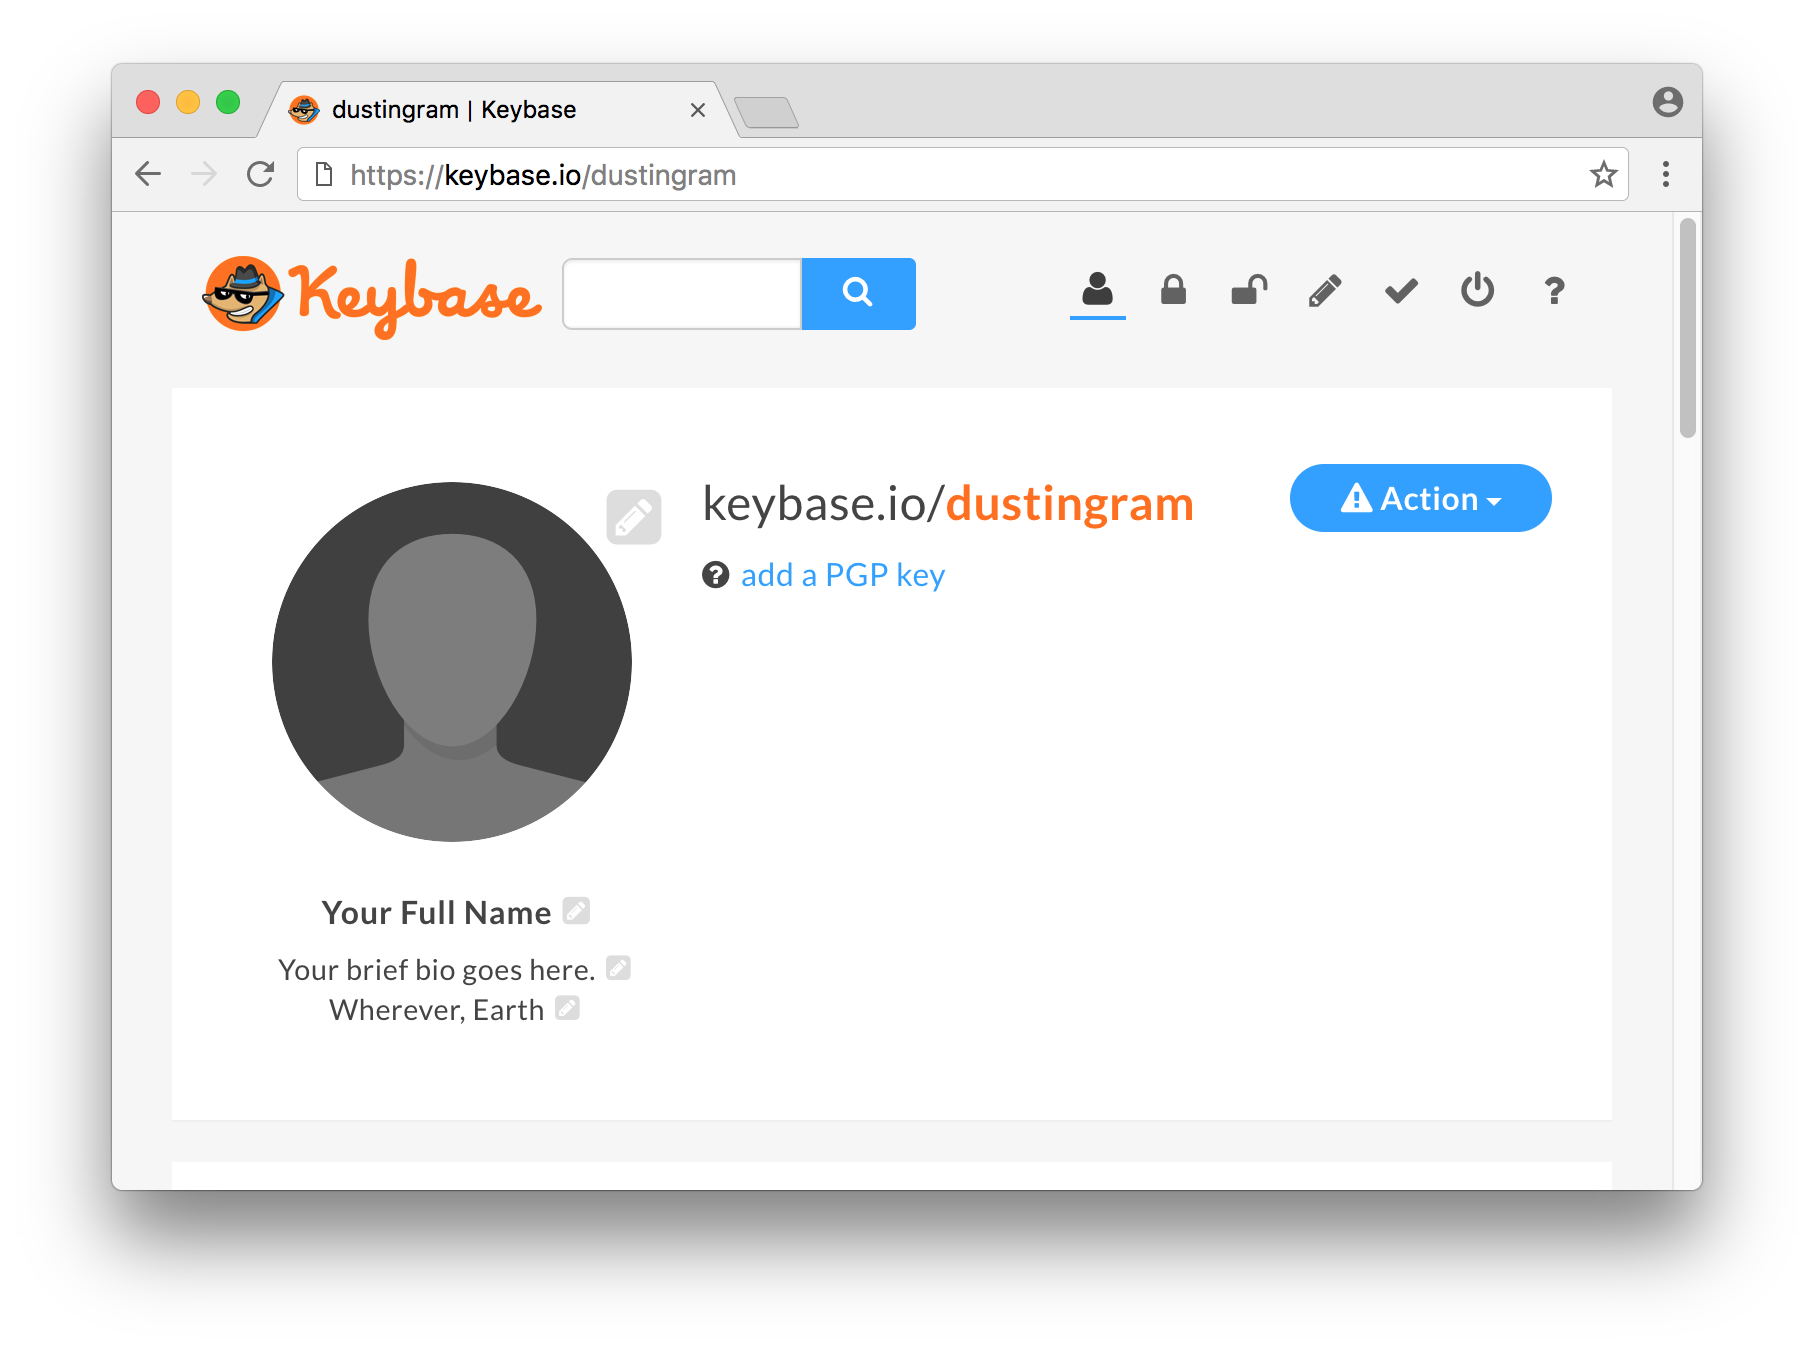 dustingram | Keybase
https://keybase.io/dustingram
Keybase
keybase.io/dustingram
Action
add a PGP key
Your Full Name
Your brief bio goes here.
Wherever, Earth